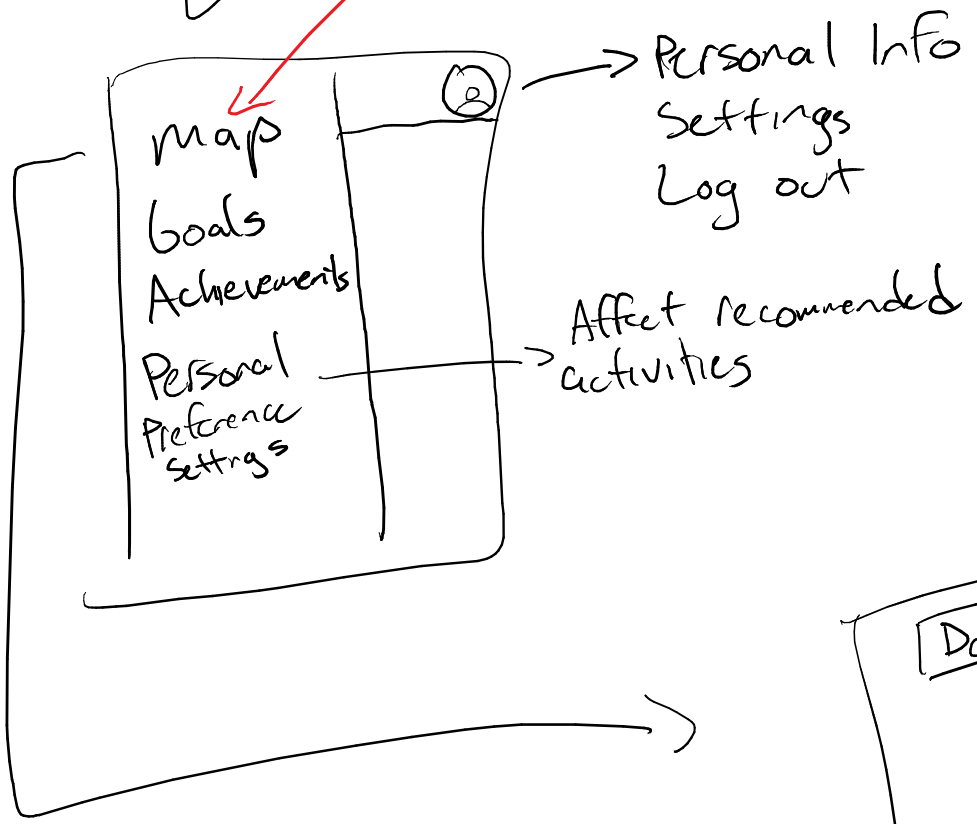 Map
Goals
Achievements
Personal
Preference
Settings
Personal Info
Settings
Log out
Affect recommended
activities